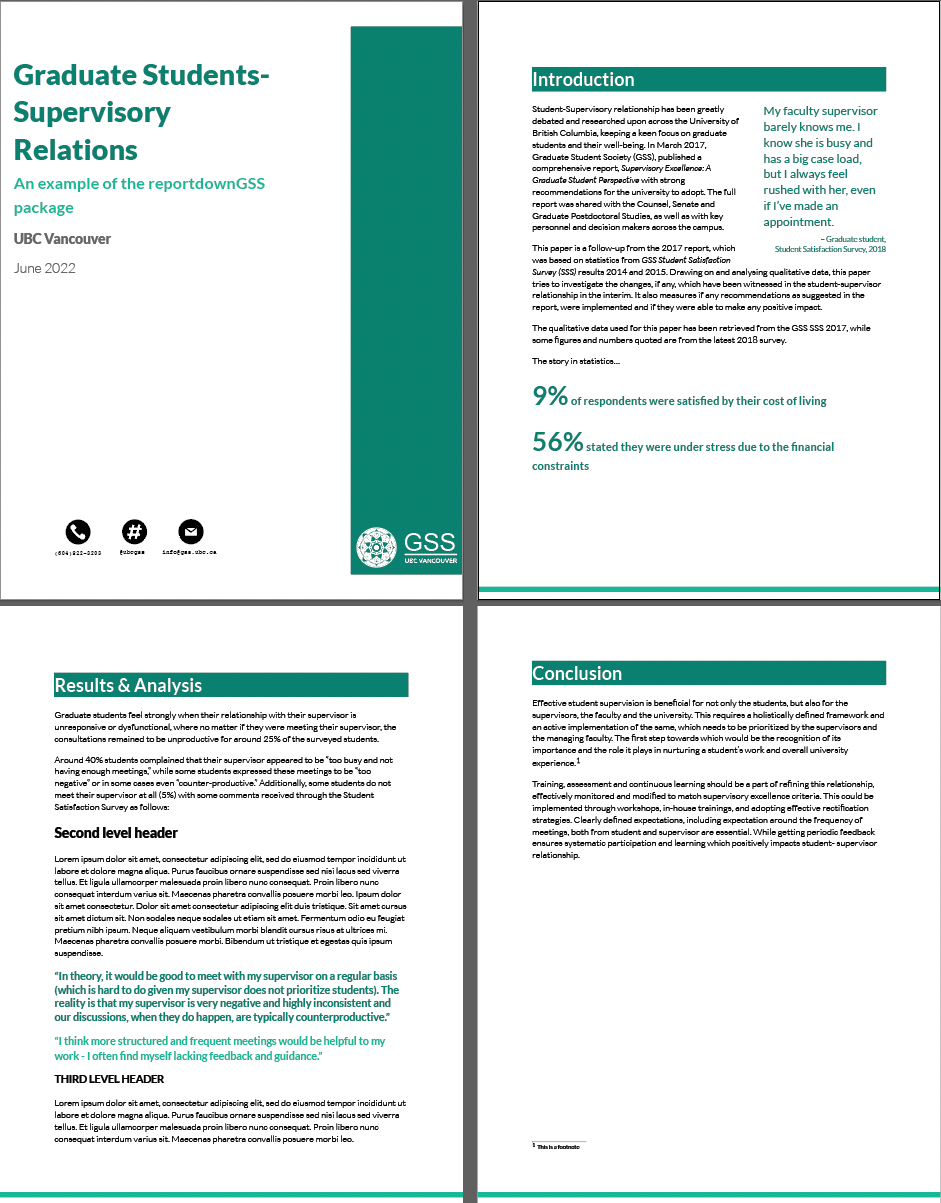 Graduate Students-
Supervisory
Relations
An example of the reportdownGSS
package
UBC Vancouver
June 2022
(604)822-3203
@ubcgss
info@gss.ubc.ca
GSS
UBC VANCOUVER
Introduction
Student-Supervisory relationship has been greatly
debated and researched upon across the University of
British Columbia, keeping a keen focus on graduate
students and their well-being. In March 2017,
Graduate Student Society (GSS), published a
comprehensive report, Supervisory Excellence: A
Graduate Student Perspective with strong
recommendations for the university to adopt. The full
report was shared with the Counsel, Senate and
Graduate Postdoctoral Studies, as well as with key
personnel and decision makers across the campus.
My faculty supervisor
barely knows me. I
know she is busy and
has a big case load,
but I always feel
rushed with her, even
if I've made an
appointment.
– Graduate student,
Student Satisfaction Survey, 2018
This paper is a follow-up from the 2017 report, which
was based on statistics from GSS Student Satisfaction
Survey (SSS) results 2014 and 2015. Drawing on and analysing qualitative data, this paper
tries to investigate the changes, if any, which have been witnessed in the student-supervisor
relationship in the interim. It also measures if any recommendations as suggested in the
report, were implemented and if they were able to make any positive impact.
The qualitative data used for this paper has been retrieved from the GSS SSS 2017, while
some figures and numbers quoted are from the latest 2018 survey.
The story in statistics...
9% of respondents were satisfied by their cost of living
56% stated they were under stress due to the financial
constraints
Results & Analysis
Graduate students feel strongly when their relationship with their supervisor is
unresponsive or dysfunctional, where no matter if they were meeting their supervisor, the
consultations remained to be unproductive for around 25% of the surveyed students.
Around 40% students complained that their supervisor appeared to be "too busy and not
having enough meetings," while some students expressed these meetings to be "too
negative" or in some cases even "counter-productive." Additionally, some students do not
meet their supervisor at all (5%) with some comments received through the Student
Satisfaction Survey as follows:
Second level header
Lorem ipsum dolor sit amet, consectetur adipiscing elit, sed do eiusmod tempor incididunt ut
labore et dolore magna aliqua. Purus faucibus ornare suspendisse sed nisi lacus sed viverra
tellus. Et ligula ullamcorper malesuada proin libero nunc consequat. Proin libero nunc
consequat interdum varius sit. Maecenas pharetra convallis posuere morbi leo. Ipsum dolor
sit amet consectetur. Dolor sit amet consectetur adipiscing elit duis tristique. Sit amet cursus
sit amet dictum sit. Non sodales neque sodales ut etiam sit amet. Fermentum odio eu feugiat
pretium nibh ipsum. Neque aliquam vestibulum morbi blandit cursus risus at ultrices mi.
Maecenas pharetra convallis posuere morbi. Bibendum ut tristique et egestas quis ipsum
suspendisse.
"In theory, it would be good to meet with my supervisor on a regular basis
(which is hard to do given my supervisor does not prioritize students). The
reality is that my supervisor is very negative and highly inconsistent and
our discussions, when they do happen, are typically counterproductive."
"I think more structured and frequent meetings would be helpful to my
work - I often find myself lacking feedback and guidance."
THIRD LEVEL HEADER
Lorem ipsum dolor sit amet, consectetur adipiscing elit, sed do eiusmod tempor incididunt ut
labore et dolore magna aliqua. Purus faucibus ornare suspendisse sed nisi lacus sed viverra
tellus. Et ligula ullamcorper malesuada proin libero nunc consequat. Proin libero nunc
consequat interdum varius sit. Maecenas pharetra convallis posuere morbi leo.
Conclusion
Effective student supervision is beneficial for not only the students, but also for the
supervisors, the faculty and the university. This requires a holistically defined framework and
an active implementation of the same, which needs to be prioritized by the supervisors and
the managing faculty. The first step towards which would be the recognition of its
importance and the role it plays in nurturing a student's work and overall university
experience.1
Training, assessment and continuous learning should be a part of refining this relationship,
effectively monitored and modified to match supervisory excellence criteria. This could be
implemented through workshops, in-house trainings, and adopting effective rectification
strategies. Clearly defined expectations, including expectation around the frequency of
meetings, both from student and supervisor are essential. While getting periodic feedback
ensures systematic participation and learning which positively impacts student- supervisor
relationship.
1 This is a footnote